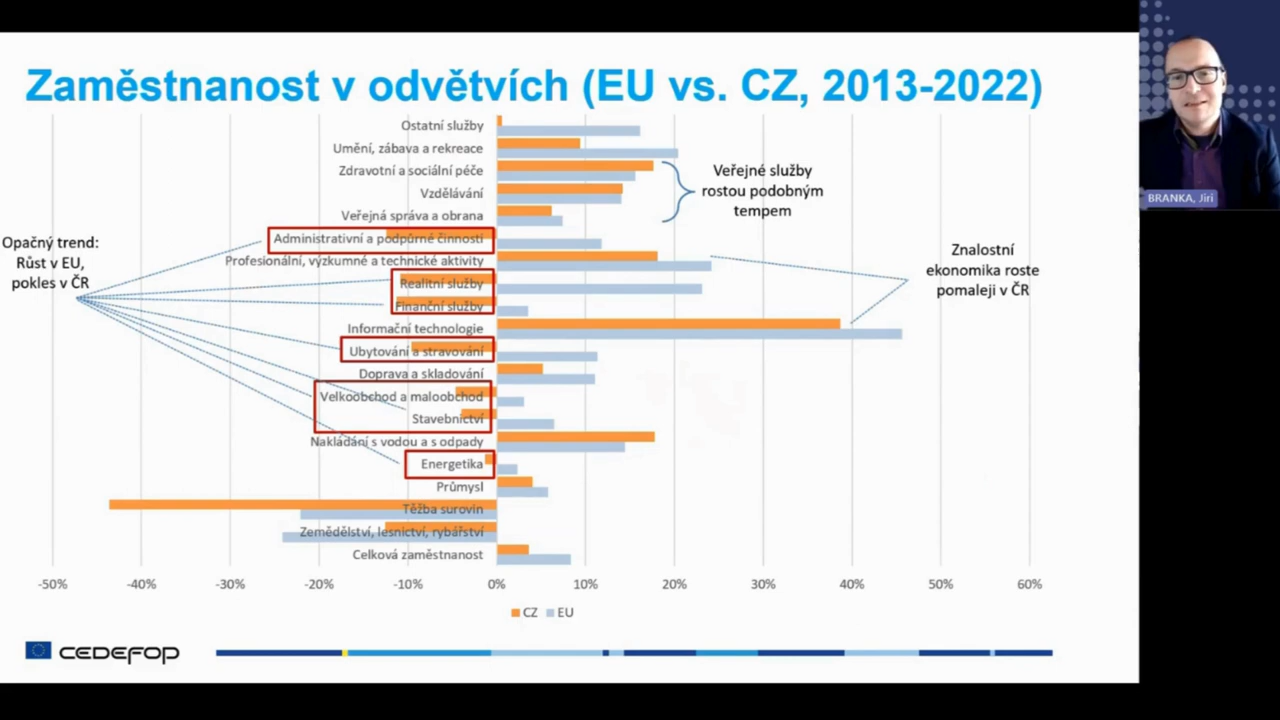 Zaměstnanost v odvětvích (EU vs. CZ, 2013-2022)
Ostatní služby
Umění, zábava a rekreace
Zdravotní a sociální péče
Vzdělávání
Veřejná správa a obrana
Administrativní a podpůrné činnosti
Profesionální, výzkumné a technické aktivity
Realitní služby
Finanční služby
Informační technologie
Ubytování a stravování
Doprava a skladování
Velkoobchod a maloobchod
Stavebnictví
Nakládání s vodou a s odpady
Energetika
Průmysl
Těžba surovin
Zemědělství, lesnictví, rybářství
Celková zaměstnanost
-50%
-40%
-30%
-20%
-10%
0%
10%
20%
30%
40%
50%
60%
CZ
EU
Opačný trend:
Růst v EU,
pokles v ČR
Veřejné služby
rostou podobným
tempem
Znalostní
ekonomika roste
pomaleji v ČR
CEDEFOP
BRANKA, Jiri